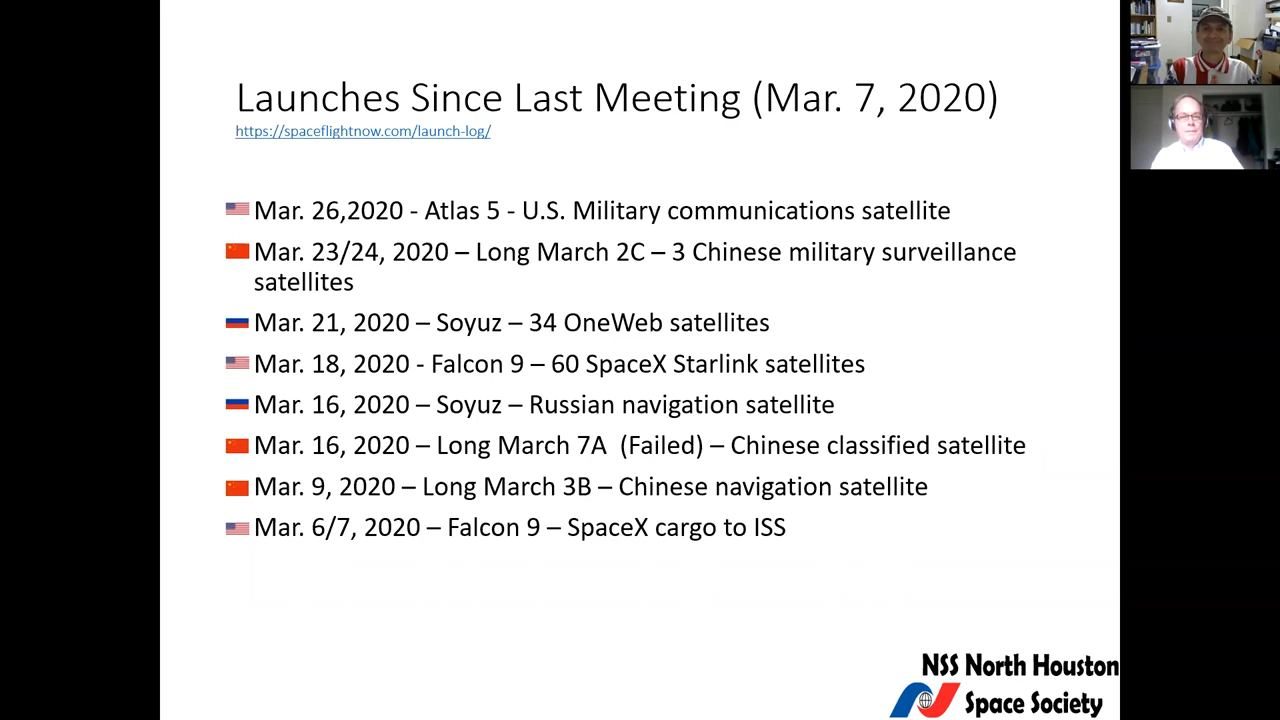 Launches Since Last Meeting (Mar. 7, 2020)
https://spaceflightnow.com/launch-log/
Mar. 26,2020 - Atlas 5 - U.S. Military communications satellite
Mar. 23/24, 2020 – Long March 2C – 3 Chinese military surveillance
satellites
Mar. 21, 2020 – Soyuz – 34 OneWeb satellites
Mar. 18, 2020 - Falcon 9 – 60 SpaceX Starlink satellites
Mar. 16, 2020 – Soyuz – Russian navigation satellite
Mar. 16, 2020 – Long March 7A  (Failed) – Chinese classified satellite
Mar. 9, 2020 – Long March 3B – Chinese navigation satellite
Mar. 6/7, 2020 – Falcon 9 – SpaceX cargo to ISS
NSS North Houston
Space Society